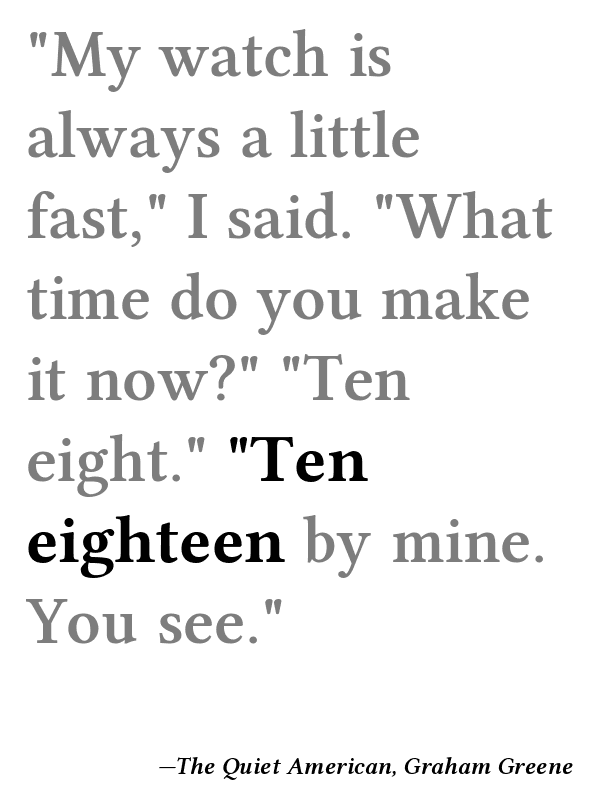 "My watch is
always a little
fast," I said. "What
time do you make
it now?" "Ten
eight." "Ten
eighteen by mine.
You see."
—The Quiet American, Graham Greene